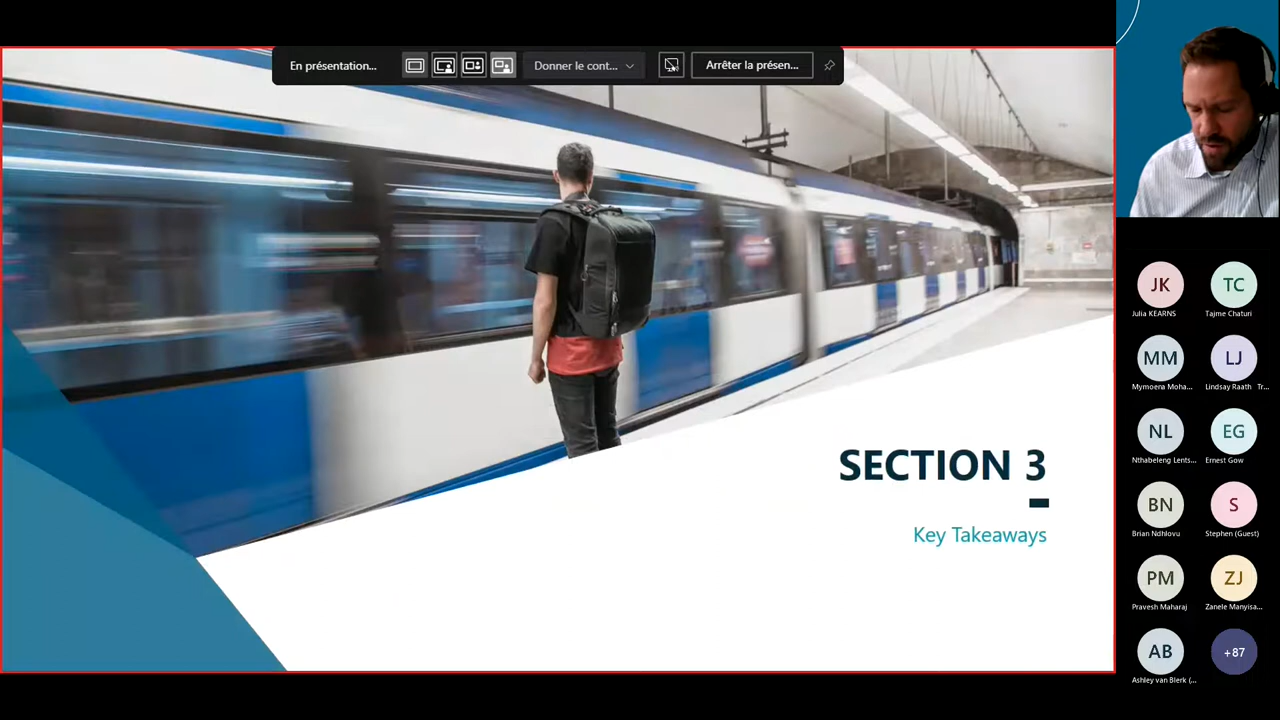 En présentation...
Donner le cont...
Arrêter la présen...
SECTION 3
Key Takeaways
JK
TC
Julia KEARNS
Tajme Chaturi
MM
LJ
Mymoena Moha...
Lindsay Raath Tr...
NL
EG
Nthabeleng Lents...
Ernest Gow
BN
S
Brian Ndhlovu
Stephen (Guest)
PM
ZJ
Pravesh Maharaj
Zanele Manyisa...
AB
+87
Ashley van Blerk (...